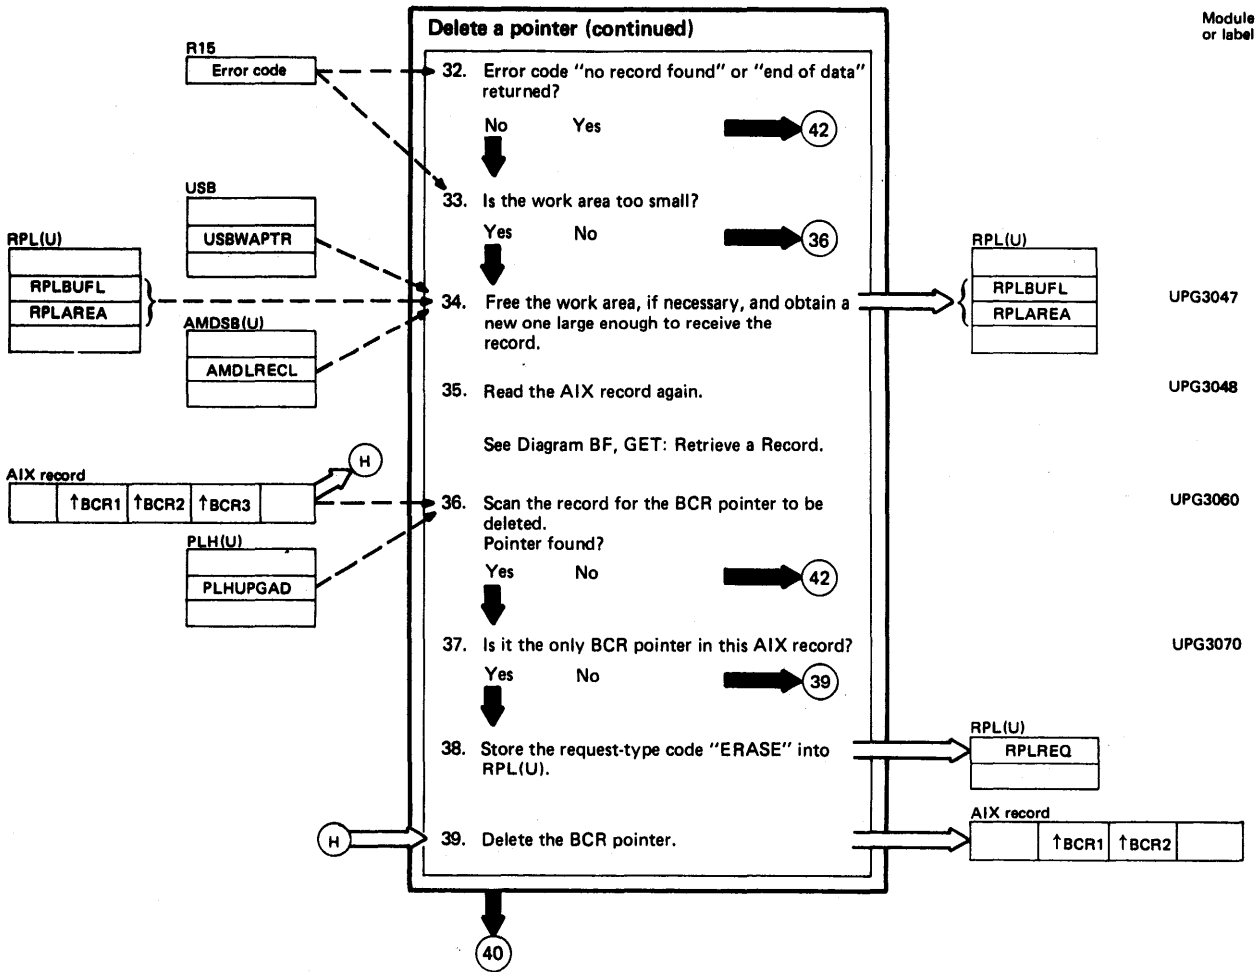 Delete a pointer (continued)
Module
or label
R15
Error code
32. Error code "no record found" or "end of data"
returned?
No Yes 42
33. Is the work area too small?
Yes No 36
USB
USBWAPTR
RPL(U)
RPLBUFL
RPLAREA
AMDSB(U)
AMDLRECL
34. Free the work area, if necessary, and obtain a
new one large enough to receive the
record.
RPL(U)
RPLBUFL
RPLAREA
UPG3047
35. Read the AIX record again.
UPG3048
See Diagram BF, GET: Retrieve a Record.
H
AIX record
↑BCR1 ↑BCR2 ↑BCR3
PLH(U)
PLHUPGAD
36. Scan the record for the BCR pointer to be
deleted.
Pointer found?
UPG3060
Yes No 42
37. Is it the only BCR pointer in this AIX record?
UPG3070
Yes No 39
38. Store the request-type code "ERASE" into
RPL(U).
RPL(U)
RPLREQ
H
39. Delete the BCR pointer.
AIX record
↑BCR1 ↑BCR2
40